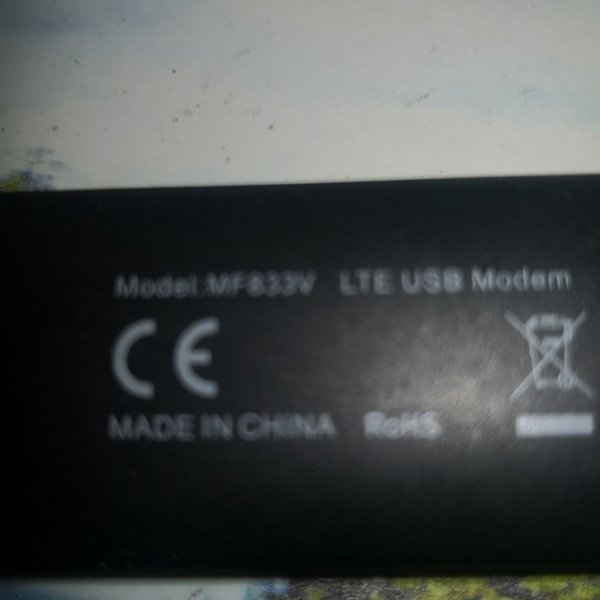 Model:MF833V LTE USB Modem
CE
MADE IN CHINA RoHS